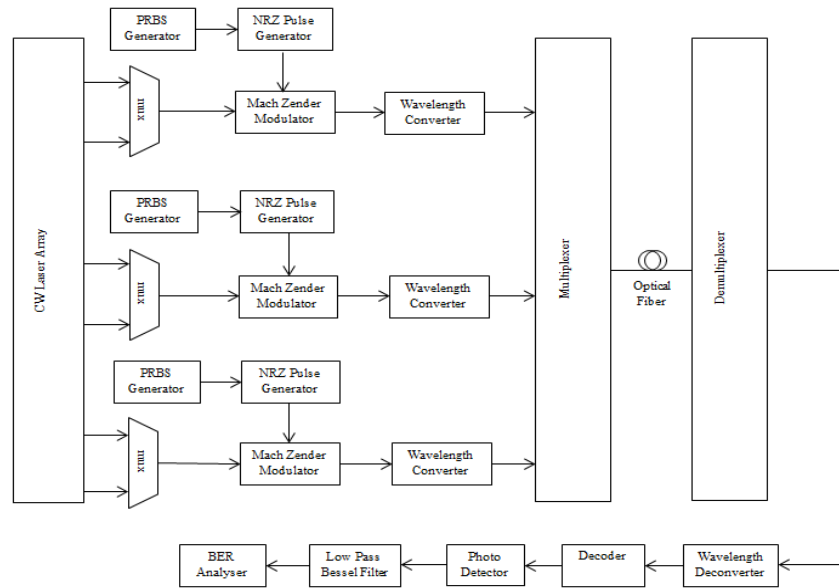 PRBS
Generator
NRZ Pulse
Generator
CW Laser Array
mux
Mach Zender
Modulator
Wavelength
Converter
PRBS
Generator
NRZ Pulse
Generator
mux
Mach Zender
Modulator
Wavelength
Converter
Multiplexer
Optical
Fiber
Demultiplexer
PRBS
Generator
NRZ Pulse
Generator
mux
Mach Zender
Modulator
Wavelength
Converter
BER
Analyser
Low Pass
Bessel Filter
Photo
Detector
Decoder
Wavelength
Deconverter